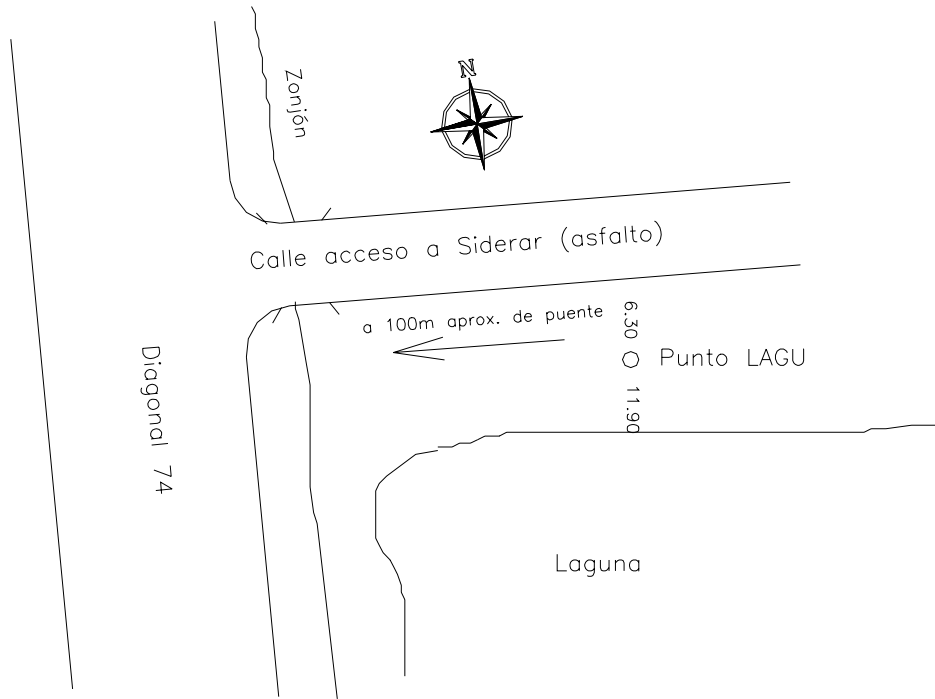 N
Zonjón
Calle acceso a Siderar (asfalto)
a 100m aprox. de puente
6.30
Punto LAGU
11.90
Diagonal 74
Laguna